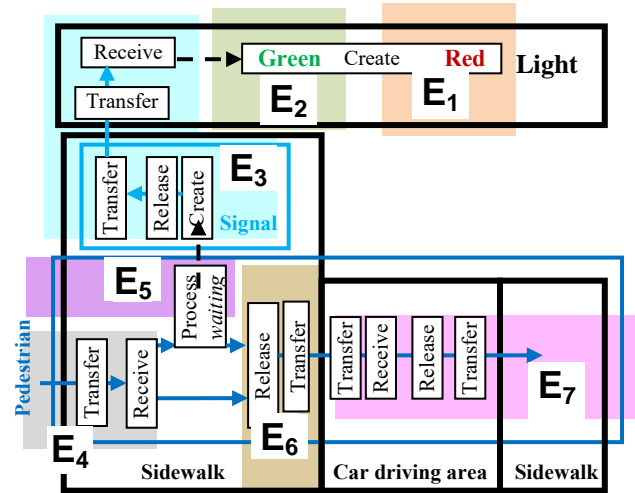 Receive
Green Create Red
Light
E2
E1
Transfer
Transfer
Release
Create
E3
Signal
E5
Process
waiting
Pedestrian
Transfer
Receive
Release
Transfer
Transfer
Receive
Release
Transfer
E7
E4
E6
Sidewalk
Car driving area
Sidewalk